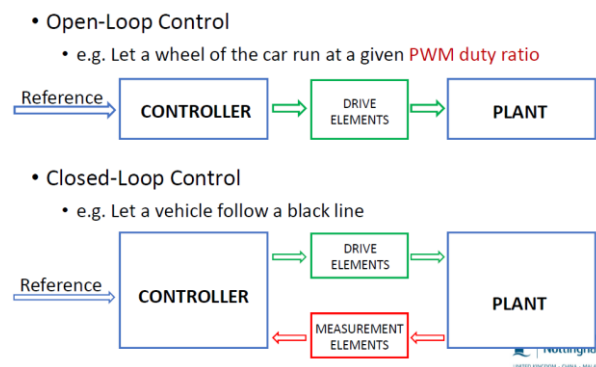 • Open-Loop Control
• e.g. Let a wheel of the car run at a given PWM duty ratio
Reference
CONTROLLER
DRIVE
ELEMENTS
PLANT
• Closed-Loop Control
• e.g. Let a vehicle follow a black line
Reference
CONTROLLER
DRIVE
ELEMENTS
PLANT
MEASUREMENT
ELEMENTS